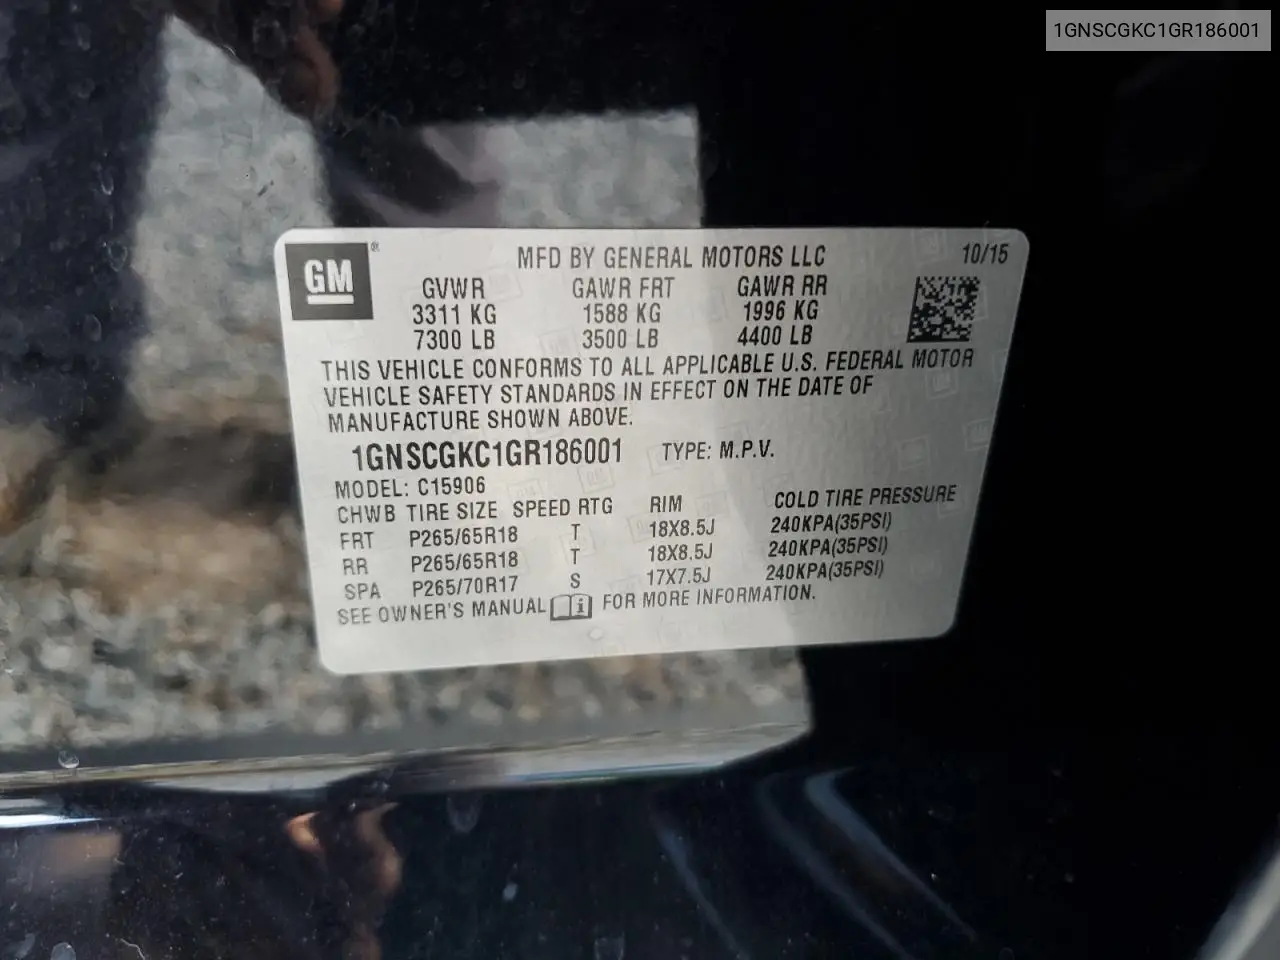 1GNSCGKC1GR186001
GM ®
MFD BY GENERAL MOTORS LLC 10/15
GVWR GAWR FRT GAWR RR
3311 KG 1588 KG 1996 KG
7300 LB 3500 LB 4400 LB
THIS VEHICLE CONFORMS TO ALL APPLICABLE U.S. FEDERAL MOTOR
VEHICLE SAFETY STANDARDS IN EFFECT ON THE DATE OF
MANUFACTURE SHOWN ABOVE.
1GNSCGKC1GR186001 TYPE: M.P.V.
MODEL: C15906
CHWB TIRE SIZE SPEED RTG RIM COLD TIRE PRESSURE
FRT P265/65R18 T 18X8.5J 240KPA(35PSI)
RR P265/65R18 T 18X8.5J 240KPA(35PSI)
SPA P265/70R17 S 17X7.5J 240KPA(35PSI)
SEE OWNER'S MANUAL i FOR MORE INFORMATION.